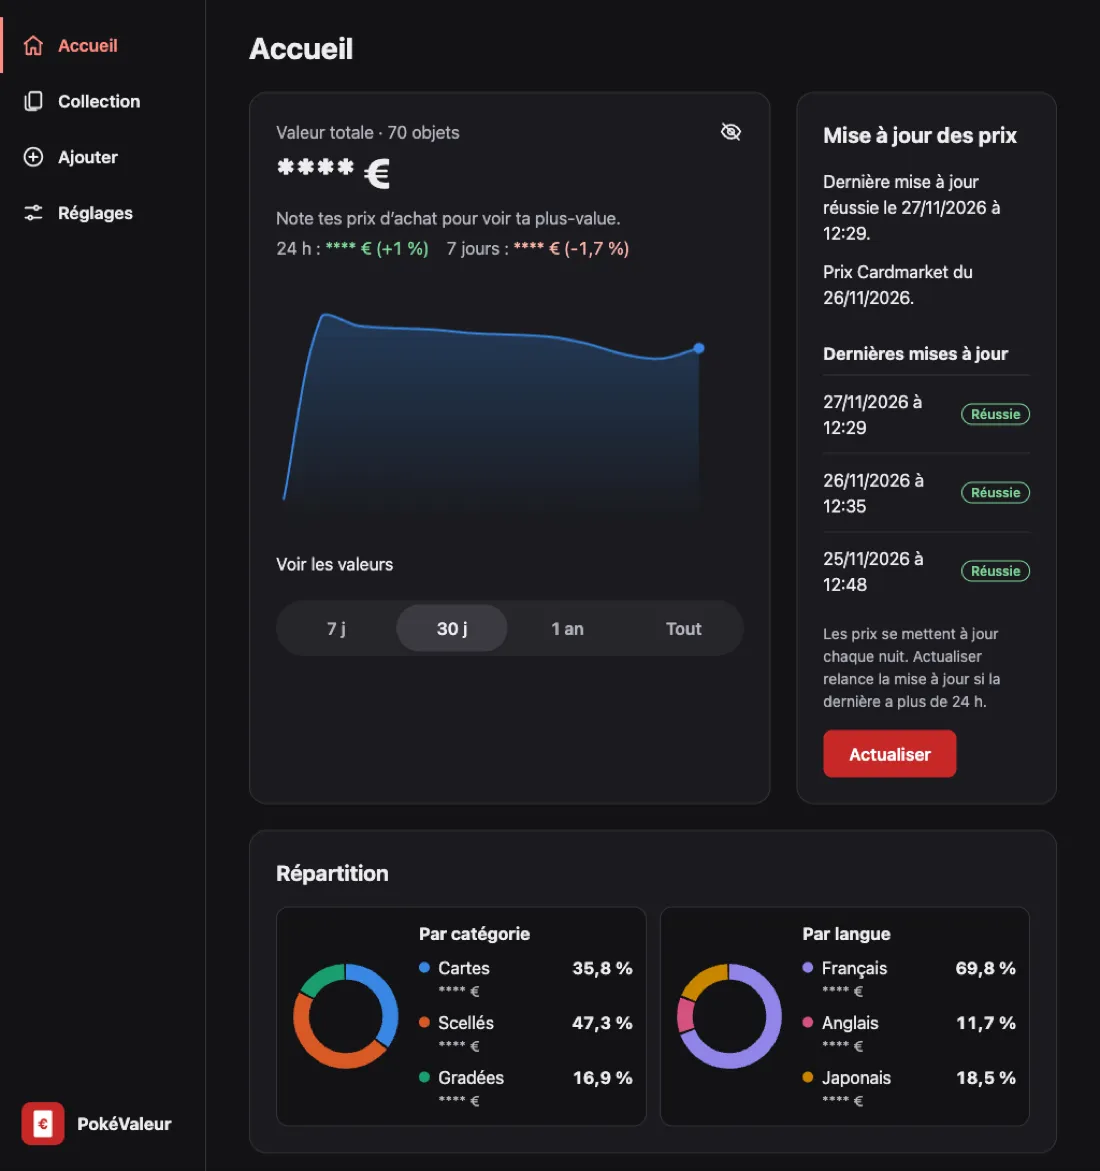 Accueil
Collection
Ajouter
Réglages
PokéValeur
Accueil
Valeur totale · 70 objets
**** €
Note tes prix d'achat pour voir ta plus-value.
24 h : **** € (+1 %) 7 jours : **** € (-1,7 %)
Voir les valeurs
7 j 30 j 1 an Tout
Mise à jour des prix
Dernière mise à jour
réussie le 27/11/2026 à
12:29.
Prix Cardmarket du
26/11/2026.
Dernières mises à jour
27/11/2026 à
12:29
Réussie
26/11/2026 à
12:35
Réussie
25/11/2026 à
12:48
Réussie
Les prix se mettent à jour
chaque nuit. Actualiser
relance la mise à jour si la
dernière a plus de 24 h.
Actualiser
Répartition
Par catégorie
Cartes 35,8 %
**** €
Scellés 47,3 %
**** €
Gradées 16,9 %
**** €
Par langue
Français 69,8 %
**** €
Anglais 11,7 %
**** €
Japonais 18,5 %
**** €